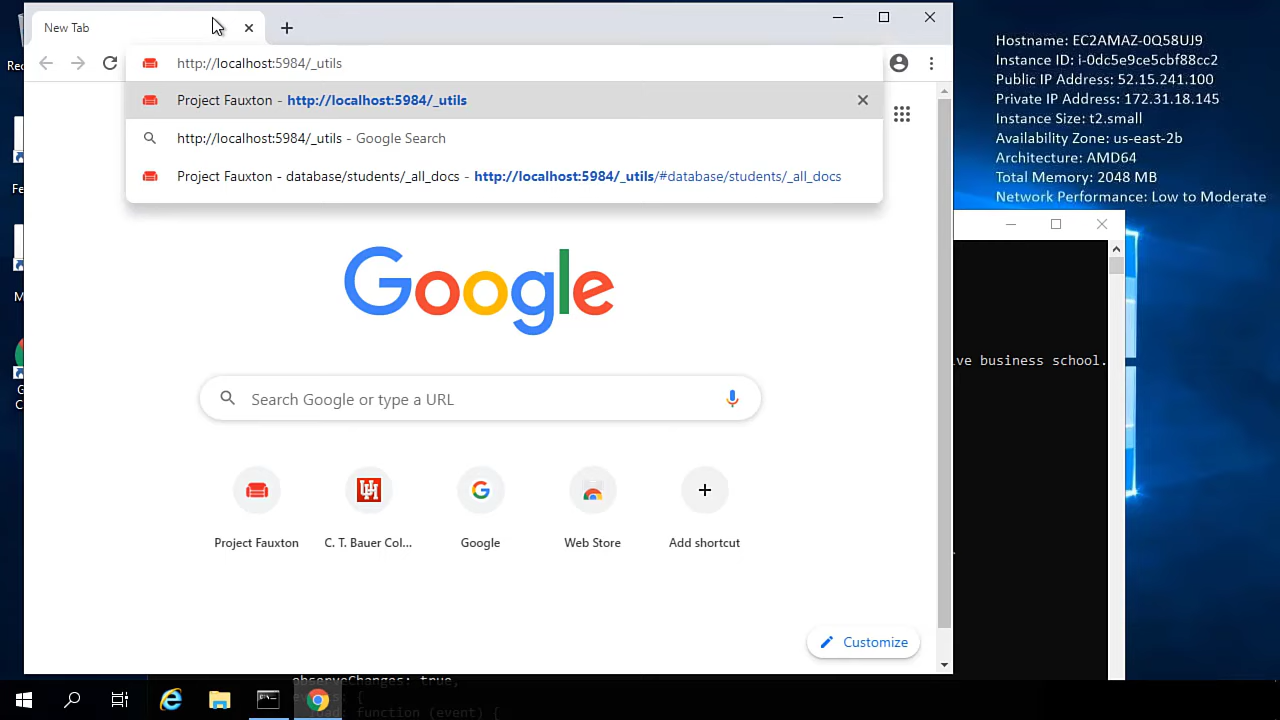 New Tab
http://localhost:5984/_utils
Project Fauxton - http://localhost:5984/_utils
http://localhost:5984/_utils - Google Search
Project Fauxton - database/students/_all_docs - http://localhost:5984/_utils/#database/students/_all_docs
Google
Search Google or type a URL
Project Fauxton
C. T. Bauer Col...
Google
Web Store
Add shortcut
Customize
Hostname: EC2AMAZ-0Q58UJ9
Instance ID: i-0dc5e9ce5cbf88cc2
Public IP Address: 52.15.241.100
Private IP Address: 172.31.18.145
Instance Size: t2.small
Availability Zone: us-east-2b
Architecture: AMD64
Total Memory: 2048 MB
Network Performance: Low to Moderate
ive business school.
observeChanges: true,
load: function (event) {